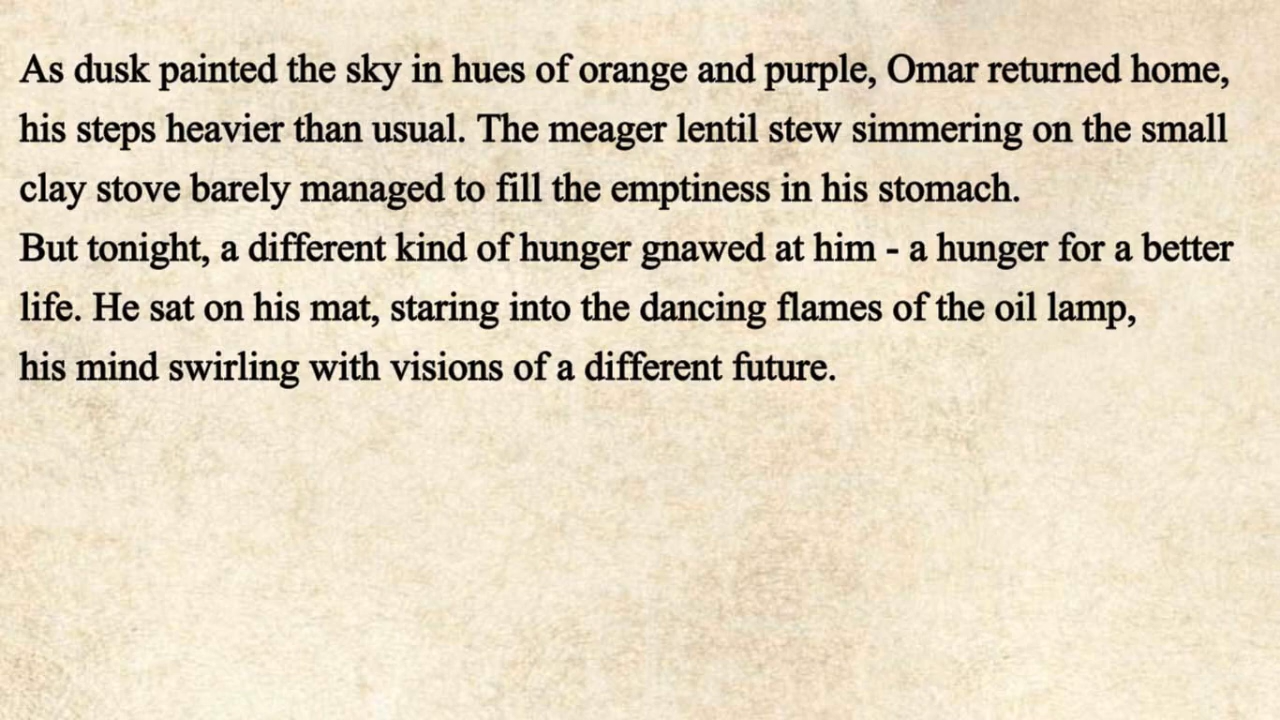 As dusk painted the sky in hues of orange and purple, Omar returned home,
his steps heavier than usual. The meager lentil stew simmering on the small
clay stove barely managed to fill the emptiness in his stomach.
But tonight, a different kind of hunger gnawed at him - a hunger for a better
life. He sat on his mat, staring into the dancing flames of the oil lamp,
his mind swirling with visions of a different future.